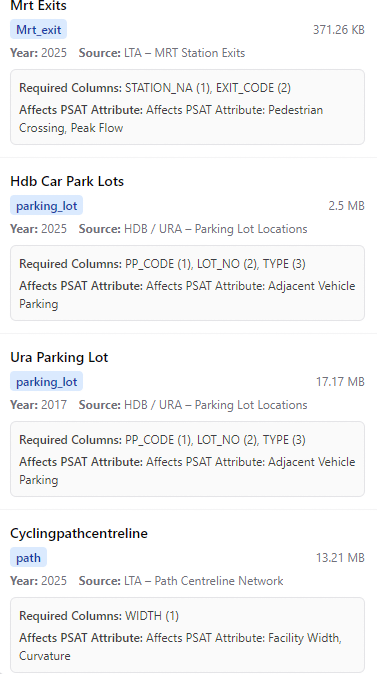 Mrt Exits
Mrt_exit 371.26 KB
Year: 2025 Source: LTA – MRT Station Exits
Required Columns: STATION_NA (1), EXIT_CODE (2)
Affects PSAT Attribute: Affects PSAT Attribute: Pedestrian
Crossing, Peak Flow
Hdb Car Park Lots
parking_lot 2.5 MB
Year: 2025 Source: HDB / URA – Parking Lot Locations
Required Columns: PP_CODE (1), LOT_NO (2), TYPE (3)
Affects PSAT Attribute: Affects PSAT Attribute: Adjacent Vehicle
Parking
Ura Parking Lot
parking_lot 17.17 MB
Year: 2017 Source: HDB / URA – Parking Lot Locations
Required Columns: PP_CODE (1), LOT_NO (2), TYPE (3)
Affects PSAT Attribute: Affects PSAT Attribute: Adjacent Vehicle
Parking
Cyclingpathcentreline
path 13.21 MB
Year: 2025 Source: LTA – Path Centreline Network
Required Columns: WIDTH (1)
Affects PSAT Attribute: Affects PSAT Attribute: Facility Width,
Curvature